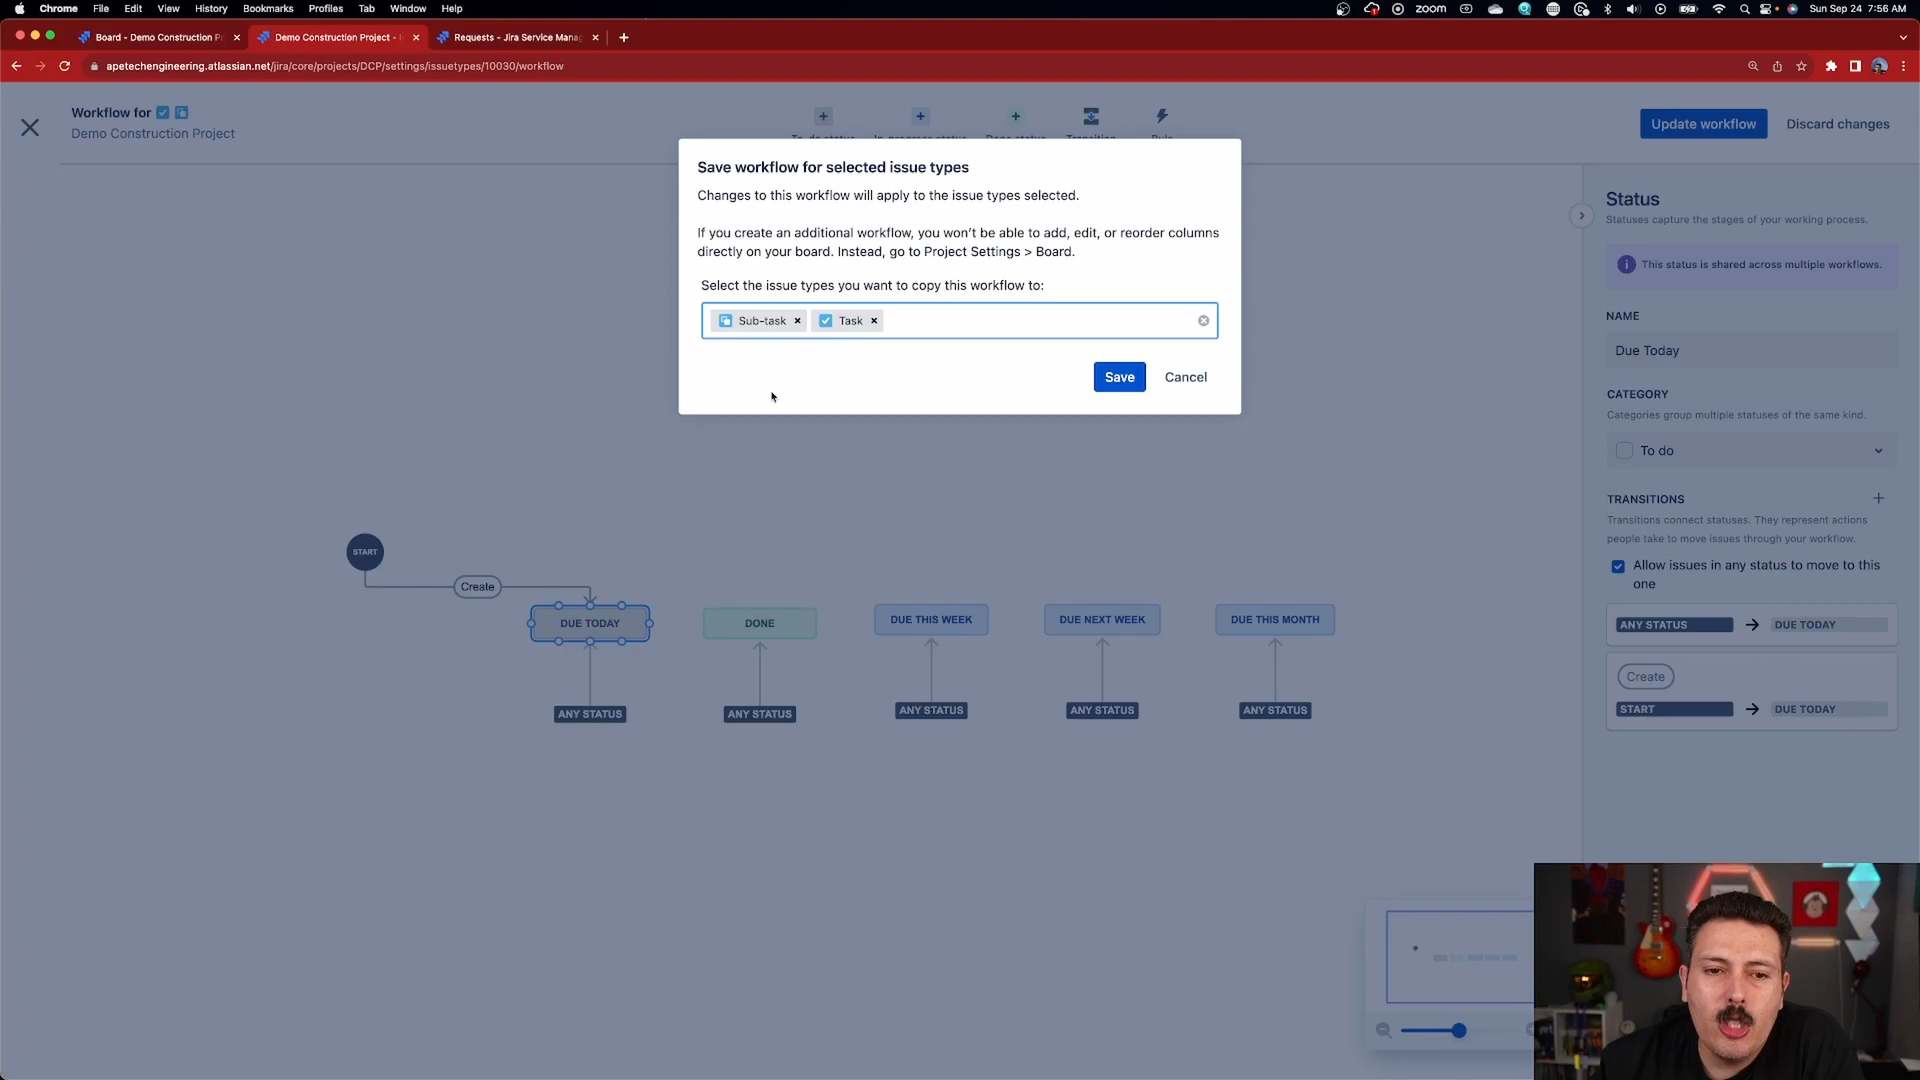 Chrome File Edit View History Bookmarks Profiles Tab Window Help
zoom
Sun Sep 24 7:56 AM
Board - Demo Construction P
Demo Construction Project -
Requests - Jira Service Mana
apetechengineering.atlassian.net/jira/core/projects/DCP/settings/issuetypes/10030/workflow
Workflow for
Demo Construction Project
Update workflow
Discard changes
Save workflow for selected issue types
Changes to this workflow will apply to the issue types selected.
If you create an additional workflow, you won't be able to add, edit, or reorder columns
directly on your board. Instead, go to Project Settings > Board.
Select the issue types you want to copy this workflow to:
Sub-task
Task
Save
Cancel
START
Create
DUE TODAY
DONE
DUE THIS WEEK
DUE NEXT WEEK
DUE THIS MONTH
ANY STATUS
ANY STATUS
ANY STATUS
ANY STATUS
ANY STATUS
Status
Statuses capture the stages of your working process.
This status is shared across multiple workflows.
NAME
Due Today
CATEGORY
Categories group multiple statuses of the same kind.
To do
TRANSITIONS
Transitions connect statuses. They represent actions
people take to move issues through your workflow.
Allow issues in any status to move to this
one
ANY STATUS → DUE TODAY
Create
START → DUE TODAY